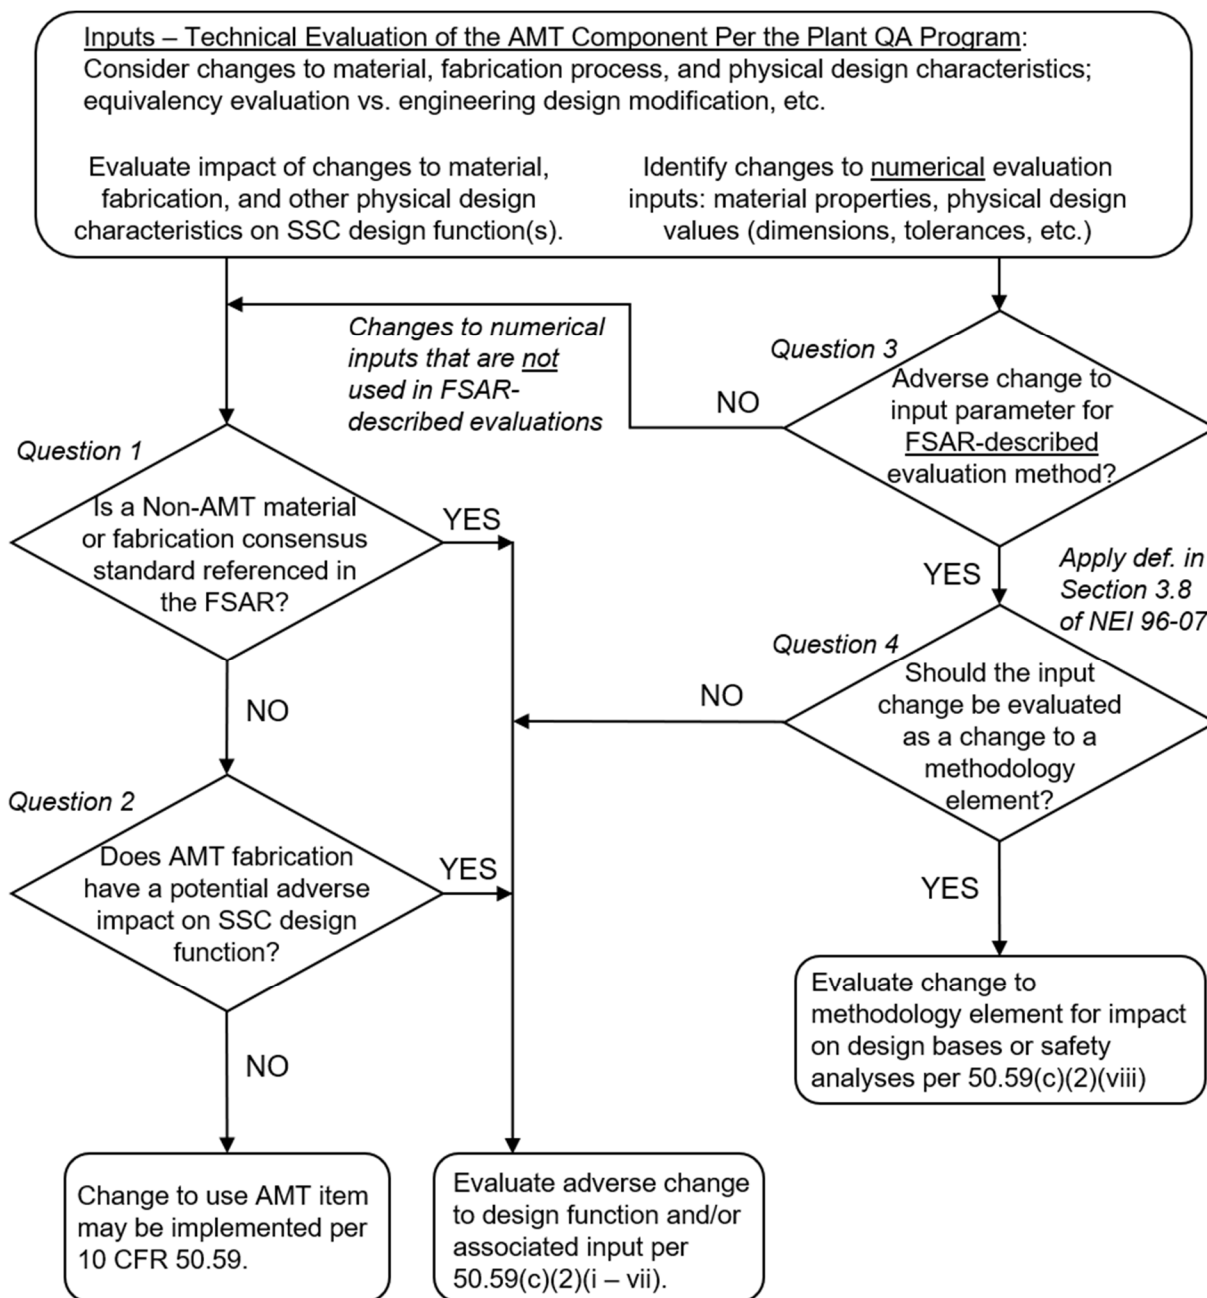 Inputs – Technical Evaluation of the AMT Component Per the Plant QA Program:
Consider changes to material, fabrication process, and physical design characteristics;
equivalency evaluation vs. engineering design modification, etc.
Evaluate impact of changes to material,
fabrication, and other physical design
characteristics on SSC design function(s).
Identify changes to numerical evaluation
inputs: material properties, physical design
values (dimensions, tolerances, etc.)
Changes to numerical
inputs that are not
used in FSAR-
described evaluations
Question 3
Adverse change to
input parameter for
FSAR-described
evaluation method?
NO
YES
Question 1
Is a Non-AMT material
or fabrication consensus
standard referenced in
the FSAR?
YES
NO
Apply def. in
Section 3.8
of NEI 96-07
Question 4
Should the input
change be evaluated
as a change to a
methodology
element?
NO
YES
Question 2
Does AMT fabrication
have a potential adverse
impact on SSC design
function?
YES
NO
Evaluate change to
methodology element for impact
on design bases or safety
analyses per 50.59(c)(2)(viii)
Change to use AMT item
may be implemented per
10 CFR 50.59.
Evaluate adverse change
to design function and/or
associated input per
50.59(c)(2)(i – vii).